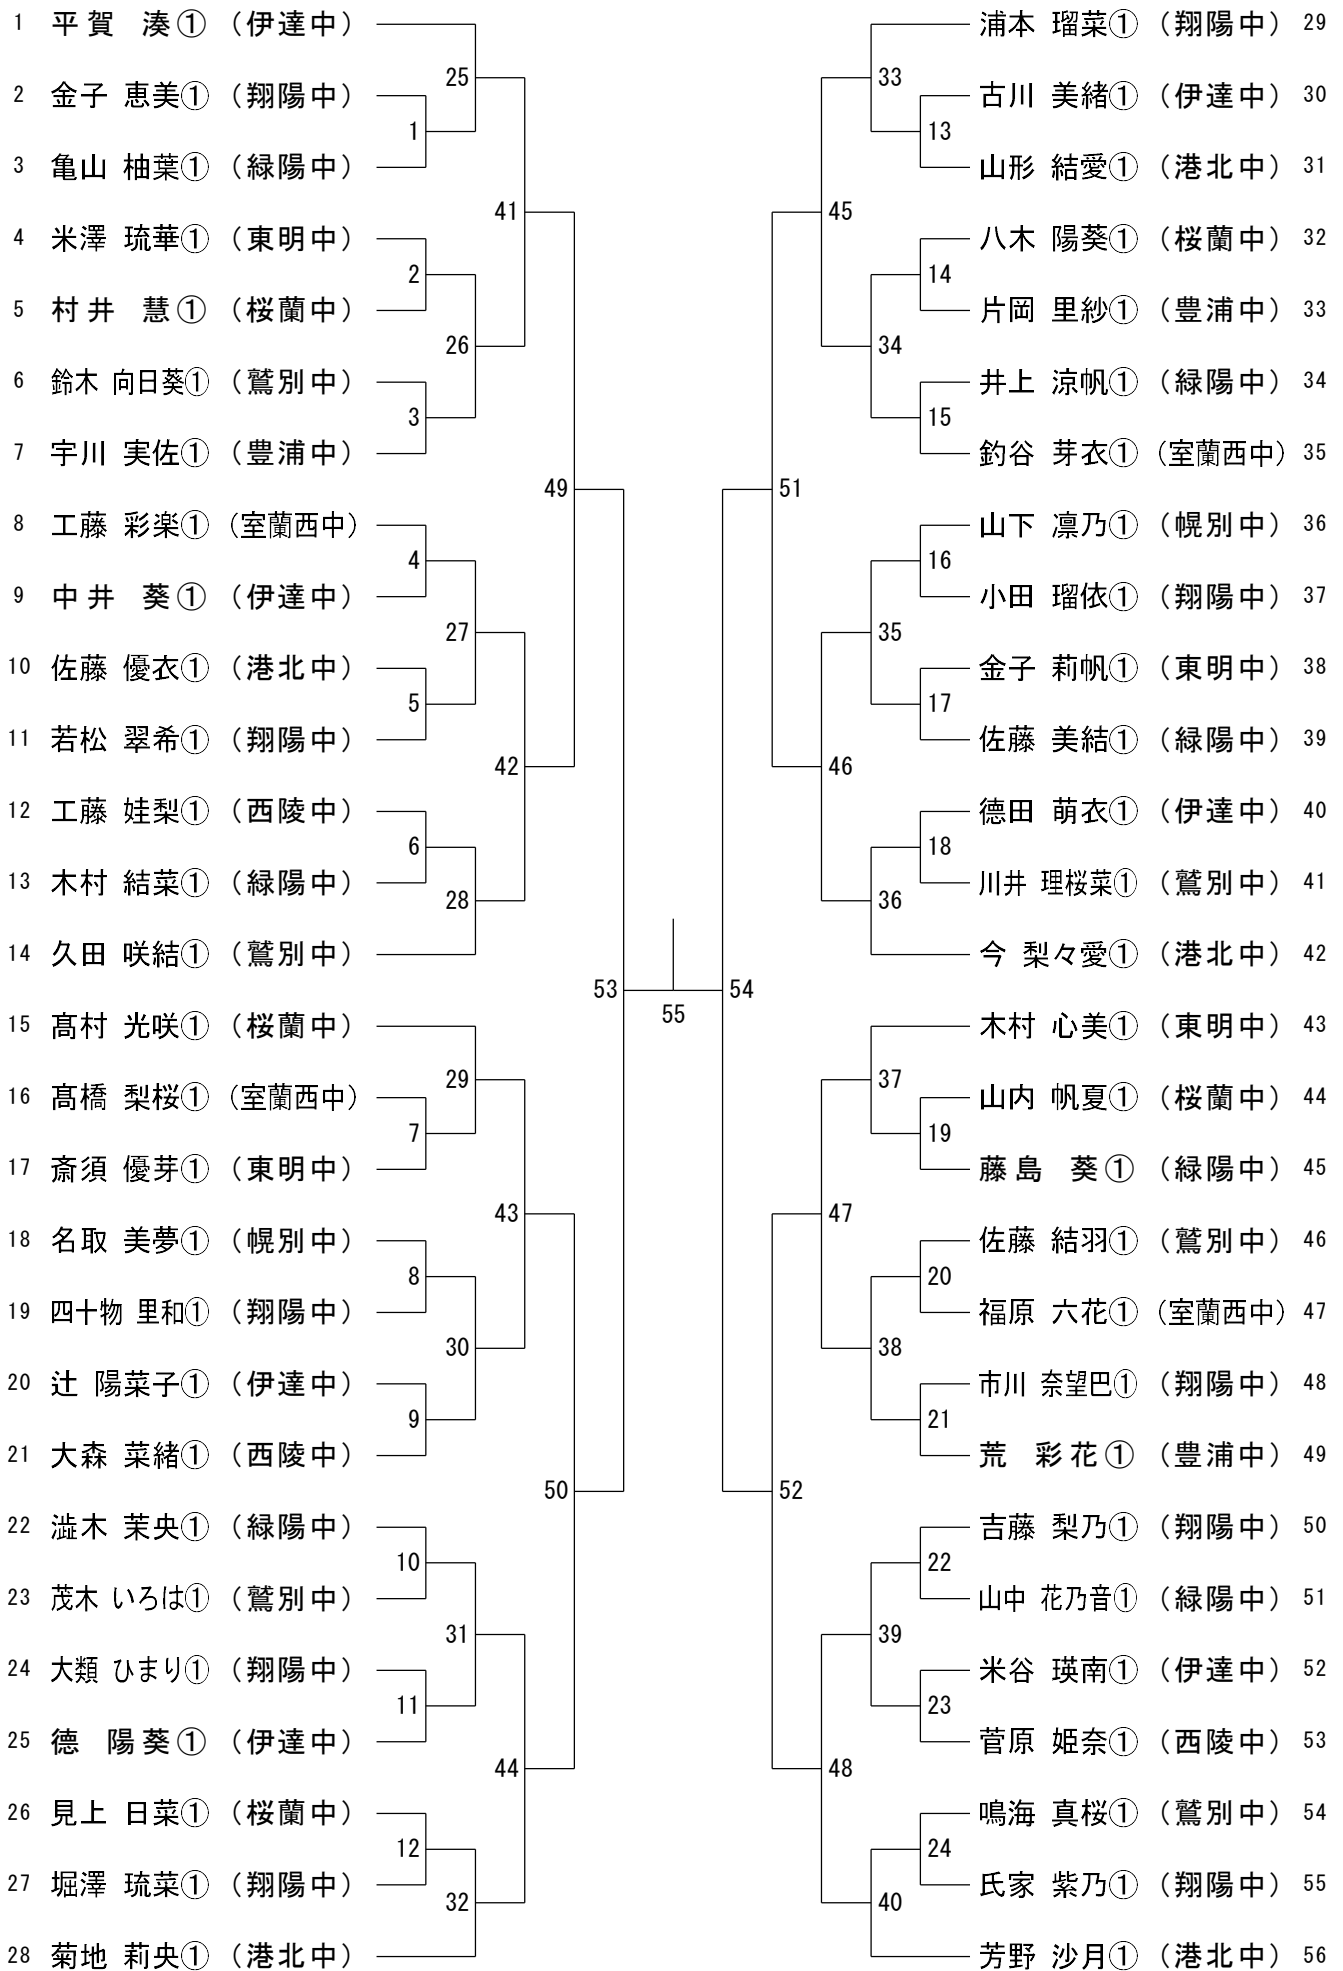 1 平賀 湊① （伊達中）
25
2 金子 恵美① （翔陽中）
1
3 亀山 柚葉① （緑陽中）
41
4 米澤 琉華① （東明中）
2
5 村井 慧① （桜蘭中）
26
6 鈴木 向日葵① （鷲別中）
3
7 宇川 実佐① （豊浦中）
49
8 工藤 彩楽① （室蘭西中）
4
9 中井 葵① （伊達中）
27
10 佐藤 優衣① （港北中）
5
11 若松 翠希① （翔陽中）
42
12 工藤 娃梨① （西陵中）
6
13 木村 結菜① （緑陽中）
28
14 久田 咲結① （鷲別中）
53
15 髙村 光咲① （桜蘭中）
29
16 髙橋 梨桜① （室蘭西中）
7
17 斎須 優芽① （東明中）
43
18 名取 美夢① （幌別中）
8
19 四十物 里和① （翔陽中）
30
20 辻 陽菜子① （伊達中）
9
21 大森 菜緒① （西陵中）
50
22 澁木 茉央① （緑陽中）
10
23 茂木 いろは① （鷲別中）
31
24 大類 ひまり① （翔陽中）
11
25 德 陽葵① （伊達中）
44
26 見上 日菜① （桜蘭中）
12
27 堀澤 琉菜① （翔陽中）
32
28 菊地 莉央① （港北中）
55
浦本 瑠菜① （翔陽中） 29
33
古川 美緒① （伊達中） 30
13
山形 結愛① （港北中） 31
45
八木 陽葵① （桜蘭中） 32
14
片岡 里紗① （豊浦中） 33
34
井上 涼帆① （緑陽中） 34
15
釣谷 芽衣① （室蘭西中） 35
51
山下 凛乃① （幌別中） 36
16
小田 瑠依① （翔陽中） 37
35
金子 莉帆① （東明中） 38
17
佐藤 美結① （緑陽中） 39
46
德田 萌衣① （伊達中） 40
18
川井 理桜菜① （鷲別中） 41
36
今 梨々愛① （港北中） 42
54
木村 心美① （東明中） 43
37
山内 帆夏① （桜蘭中） 44
19
藤島 葵① （緑陽中） 45
47
佐藤 結羽① （鷲別中） 46
20
福原 六花① （室蘭西中） 47
38
市川 奈望巴① （翔陽中） 48
21
荒 彩花① （豊浦中） 49
52
吉藤 梨乃① （翔陽中） 50
22
山中 花乃音① （緑陽中） 51
39
米谷 瑛南① （伊達中） 52
23
菅原 姫奈① （西陵中） 53
48
鳴海 真桜① （鷲別中） 54
24
氏家 紫乃① （翔陽中） 55
40
芳野 沙月① （港北中） 56